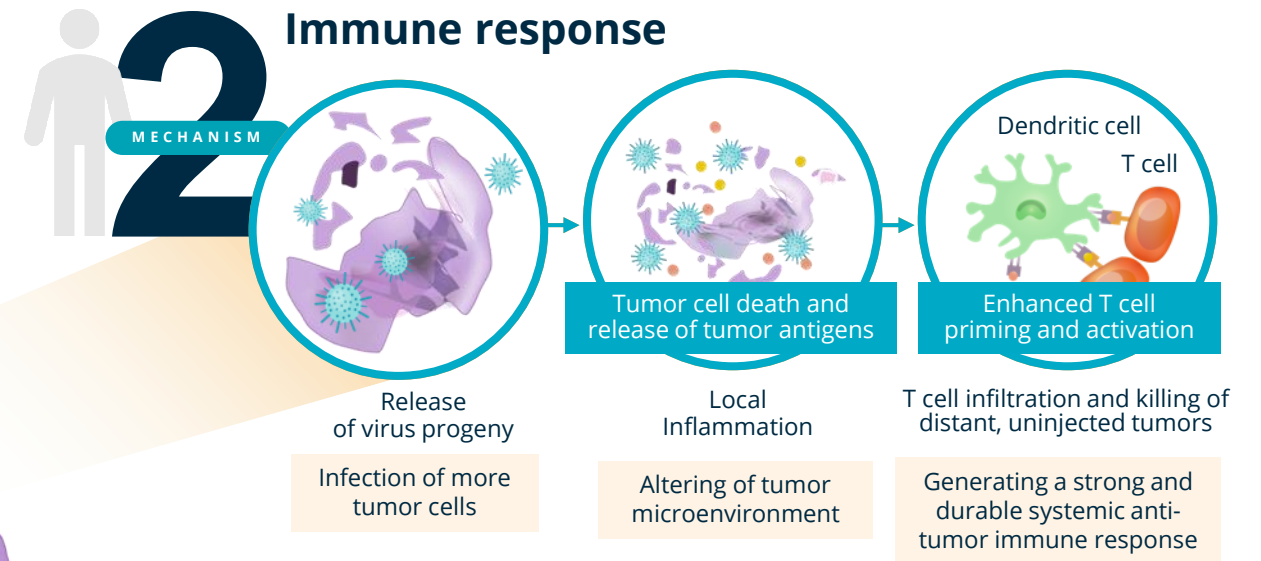 2
Immune response
MECHANISM
Dendritic cell
T cell
Tumor cell death and
release of tumor antigens
Enhanced T cell
priming and activation
Release
of virus progeny
Local
Inflammation
T cell infiltration and killing of
distant, uninjected tumors
Infection of more
tumor cells
Altering of tumor
microenvironment
Generating a strong and
durable systemic anti-
tumor immune response